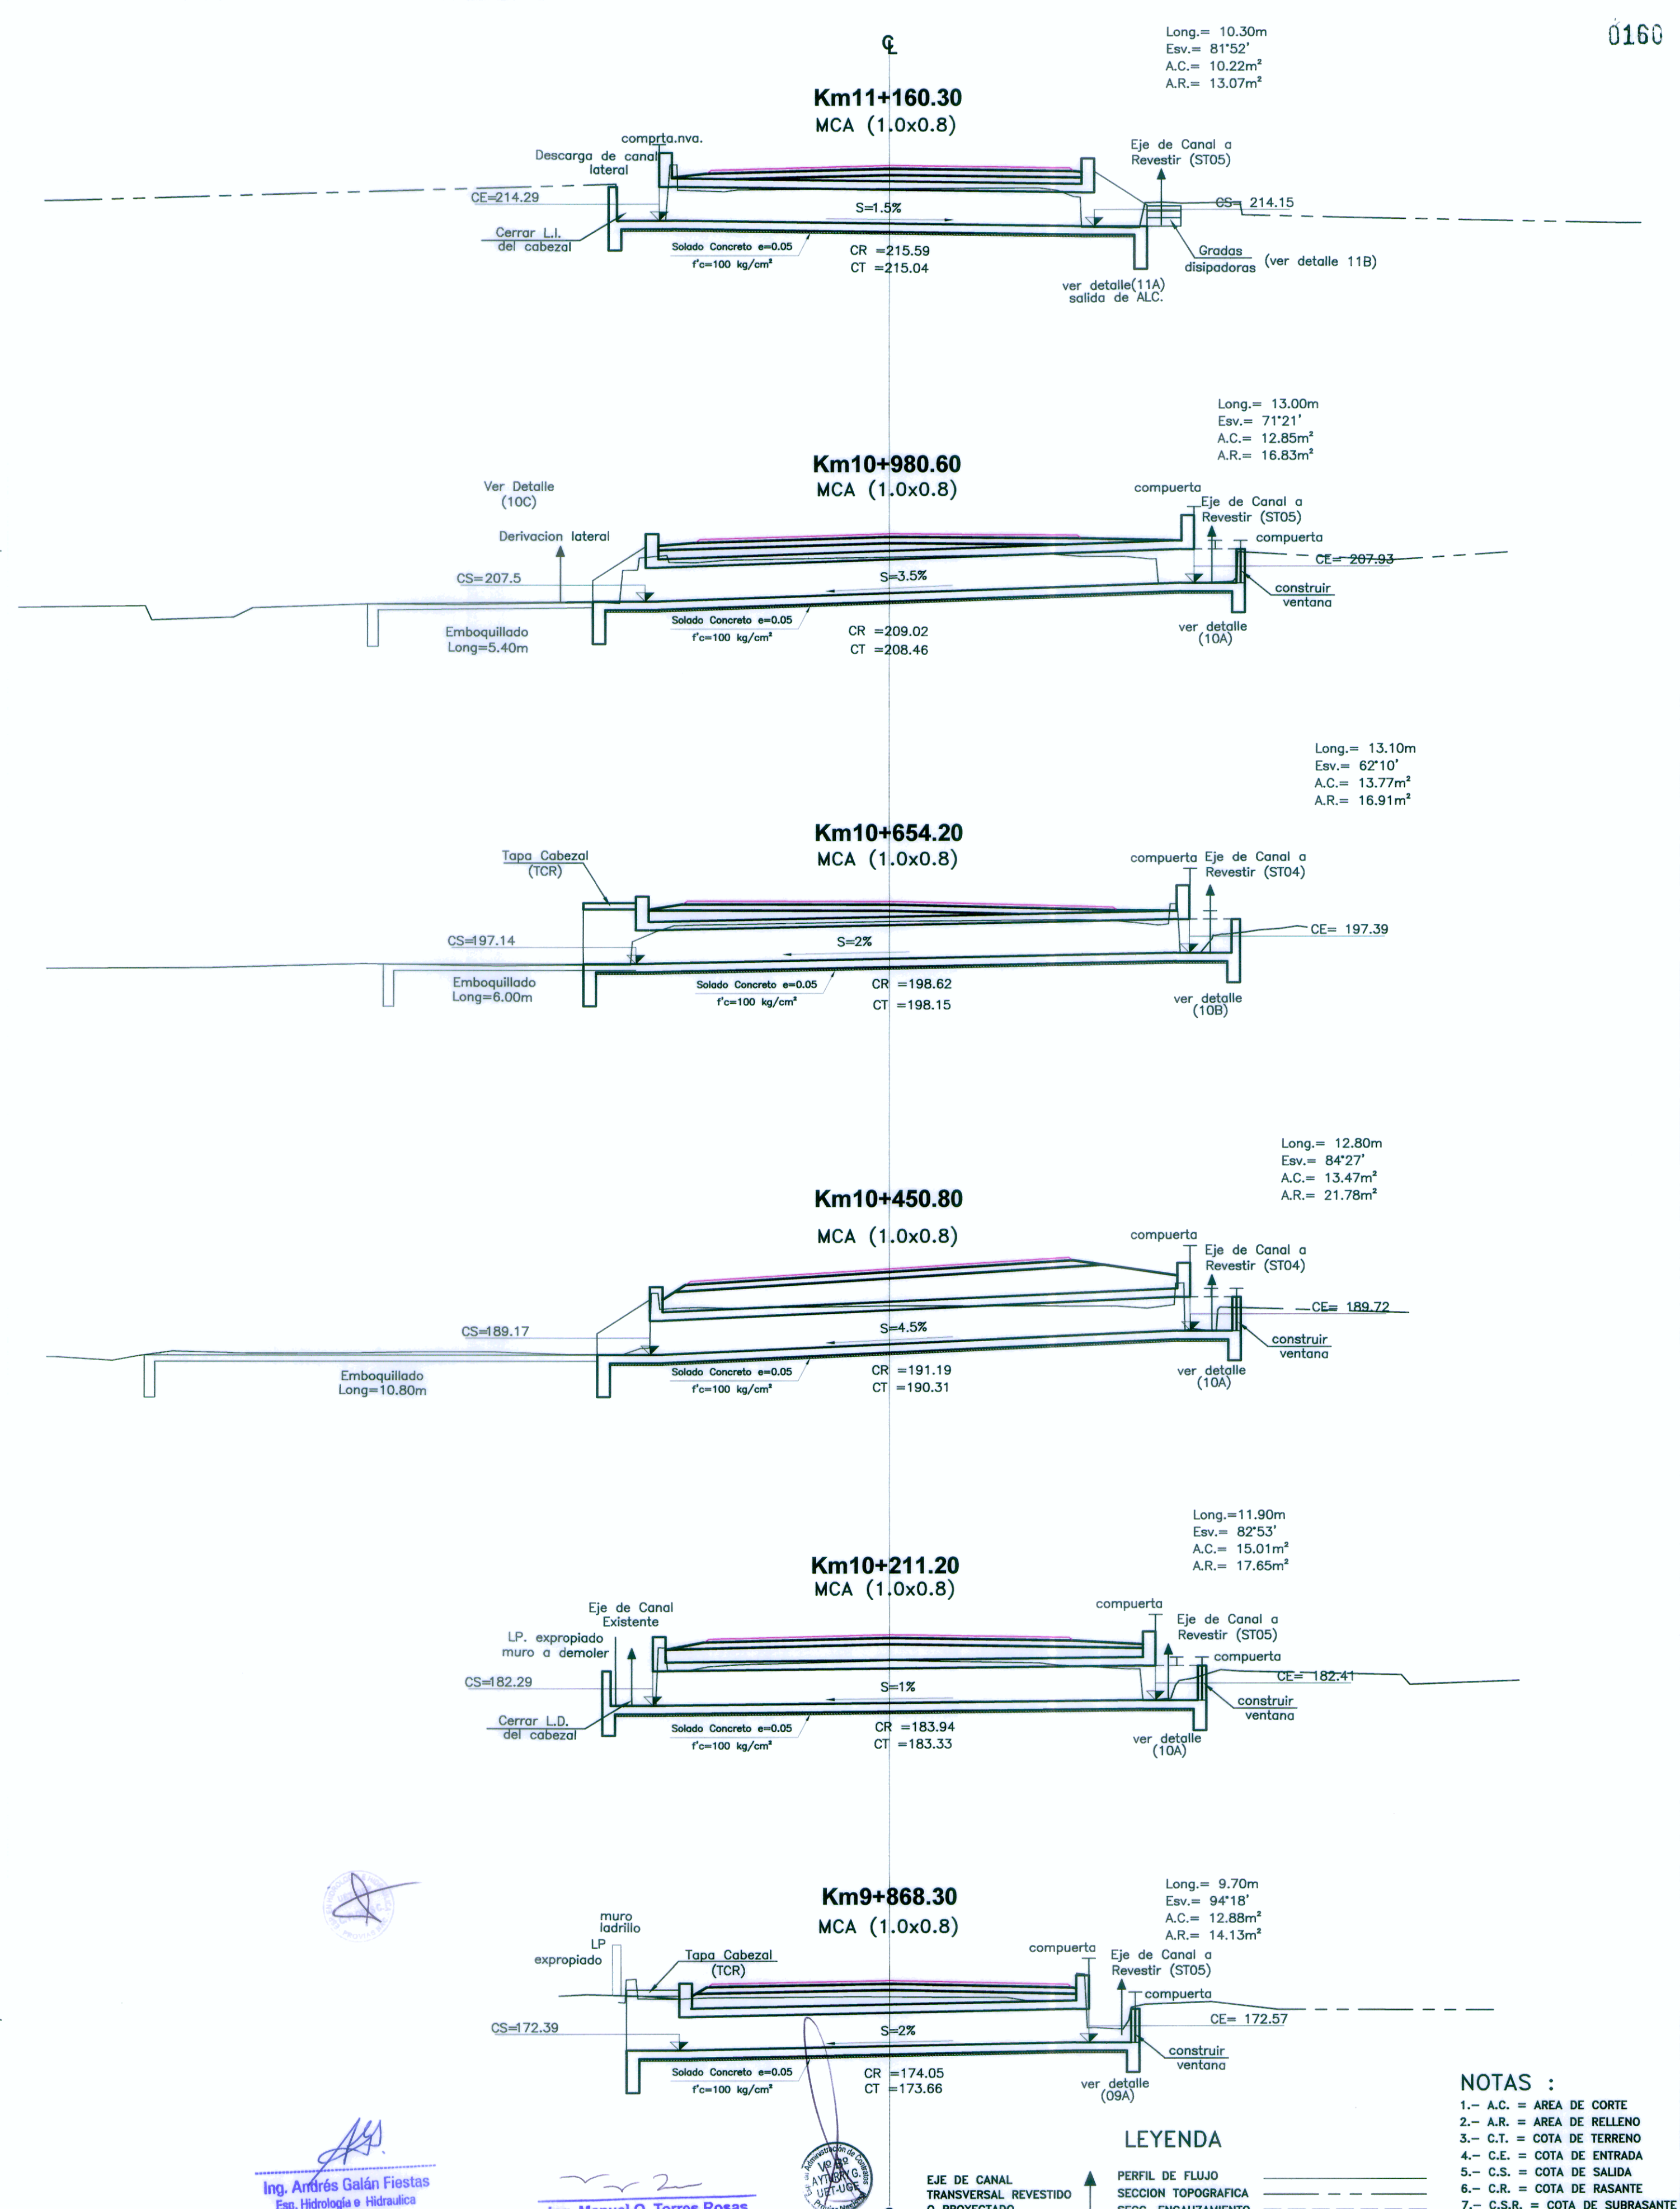 0160
℄
Long.= 10.30m
Esv.= 81°52'
A.C.= 10.22m²
A.R.= 13.07m²
Km11+160.30
MCA (1.0x0.8)
comprta.nva.
Descarga de canal
lateral
Eje de Canal a
Revestir (ST05)
CE=214.29
S=1.5%
CS= 214.15
Cerrar L.I.
del cabezal
Solado Concreto e=0.05
f'c=100 kg/cm²
CR =215.59
CT =215.04
Gradas
disipadoras
(ver detalle 11B)
ver detalle(11A)
salida de ALC.
Long.= 13.00m
Esv.= 71°21'
A.C.= 12.85m²
A.R.= 16.83m²
Km10+980.60
MCA (1.0x0.8)
Ver Detalle
(10C)
compuerta
Eje de Canal a
Revestir (ST05)
Derivacion lateral
compuerta
CS=207.5
S=3.5%
CE= 207.93
construir
ventana
Emboquillado
Long=5.40m
Solado Concreto e=0.05
f'c=100 kg/cm²
CR =209.02
CT =208.46
ver detalle
(10A)
Long.= 13.10m
Esv.= 62°10'
A.C.= 13.77m²
A.R.= 16.91m²
Km10+654.20
MCA (1.0x0.8)
Tapa Cabezal
(TCR)
compuerta
Eje de Canal a
Revestir (ST04)
CS=197.14
S=2%
CE= 197.39
Emboquillado
Long=6.00m
Solado Concreto e=0.05
f'c=100 kg/cm²
CR =198.62
CT =198.15
ver detalle
(10B)
Long.= 12.80m
Esv.= 84°27'
A.C.= 13.47m²
A.R.= 21.78m²
Km10+450.80
MCA (1.0x0.8)
compuerta
Eje de Canal a
Revestir (ST04)
CS=189.17
S=4.5%
CE= 189.72
construir
ventana
Emboquillado
Long=10.80m
Solado Concreto e=0.05
f'c=100 kg/cm²
CR =191.19
CT =190.31
ver detalle
(10A)
Long.=11.90m
Esv.= 82°53'
A.C.= 15.01m²
A.R.= 17.65m²
Km10+211.20
MCA (1.0x0.8)
Eje de Canal
Existente
LP. expropiado
muro a demoler
compuerta
Eje de Canal a
Revestir (ST05)
compuerta
CS=182.29
S=1%
CE= 182.41
construir
ventana
Cerrar L.D.
del cabezal
Solado Concreto e=0.05
f'c=100 kg/cm²
CR =183.94
CT =183.33
ver detalle
(10A)
Long.= 9.70m
Esv.= 94°18'
A.C.= 12.88m²
A.R.= 14.13m²
Km9+868.30
MCA (1.0x0.8)
muro
ladrillo
LP
expropiado
Tapa Cabezal
(TCR)
compuerta
Eje de Canal a
Revestir (ST05)
compuerta
CS=172.39
S=2%
CE= 172.57
construir
ventana
Solado Concreto e=0.05
f'c=100 kg/cm²
CR =174.05
CT =173.66
ver detalle
(09A)
NOTAS :
1.- A.C. = AREA DE CORTE
2.- A.R. = AREA DE RELLENO
3.- C.T. = COTA DE TERRENO
4.- C.E. = COTA DE ENTRADA
5.- C.S. = COTA DE SALIDA
6.- C.R. = COTA DE RASANTE
7.- C.S.R. = COTA DE SUBRASANTE
LEYENDA
EJE DE CANAL
TRANSVERSAL REVESTIDO
O PROYECTADO
PERFIL DE FLUJO
SECCION TOPOGRAFICA
SECC. ENCAUZAMIENTO
Ing. Andrés Galán Fiestas
Esp. Hidrología e Hidraulica
Ing. Manuel O. Torres Rosas
Administración de Contratos
Vº Bº
UET-UGE